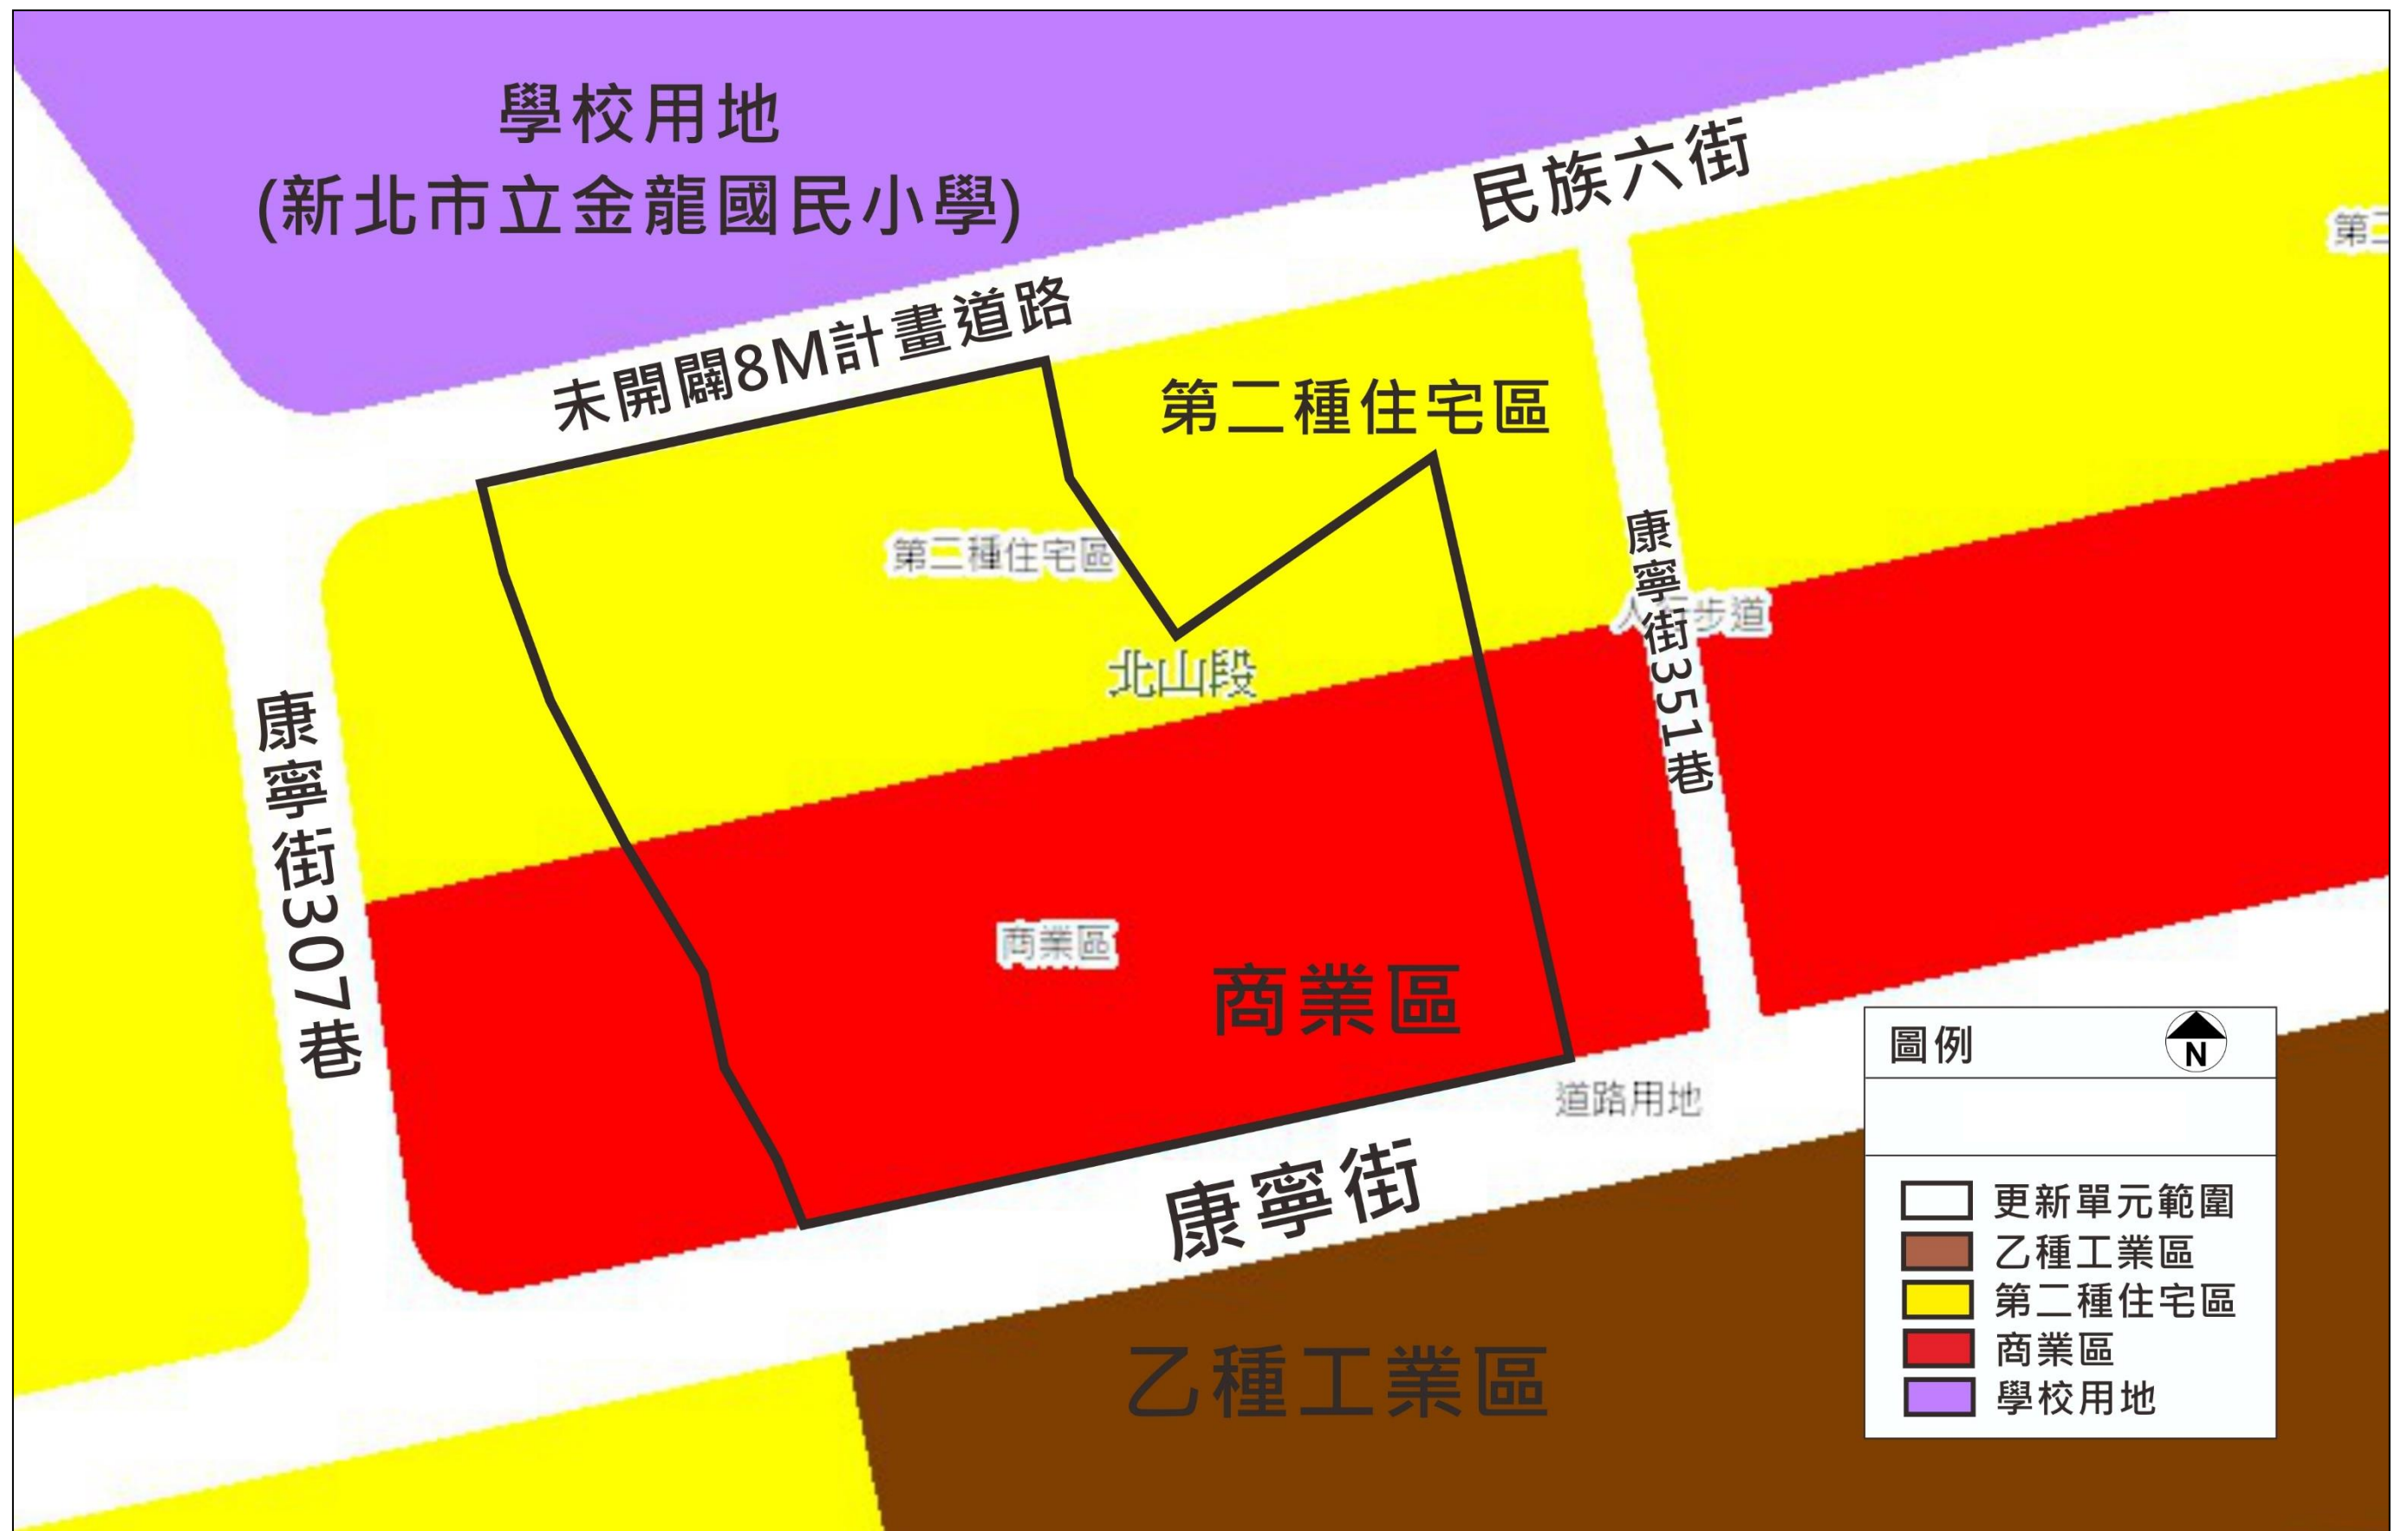 學校用地
(新北市立金龍國民小學)
民族六街
未開闢8M計畫道路
第二種住宅區
第二種住宅區
北山段
康寧街351巷
人行步道
康寧街307巷
商業區
商業區
道路用地
康寧街
乙種工業區
圖例
N
更新單元範圍
乙種工業區
第二種住宅區
商業區
學校用地